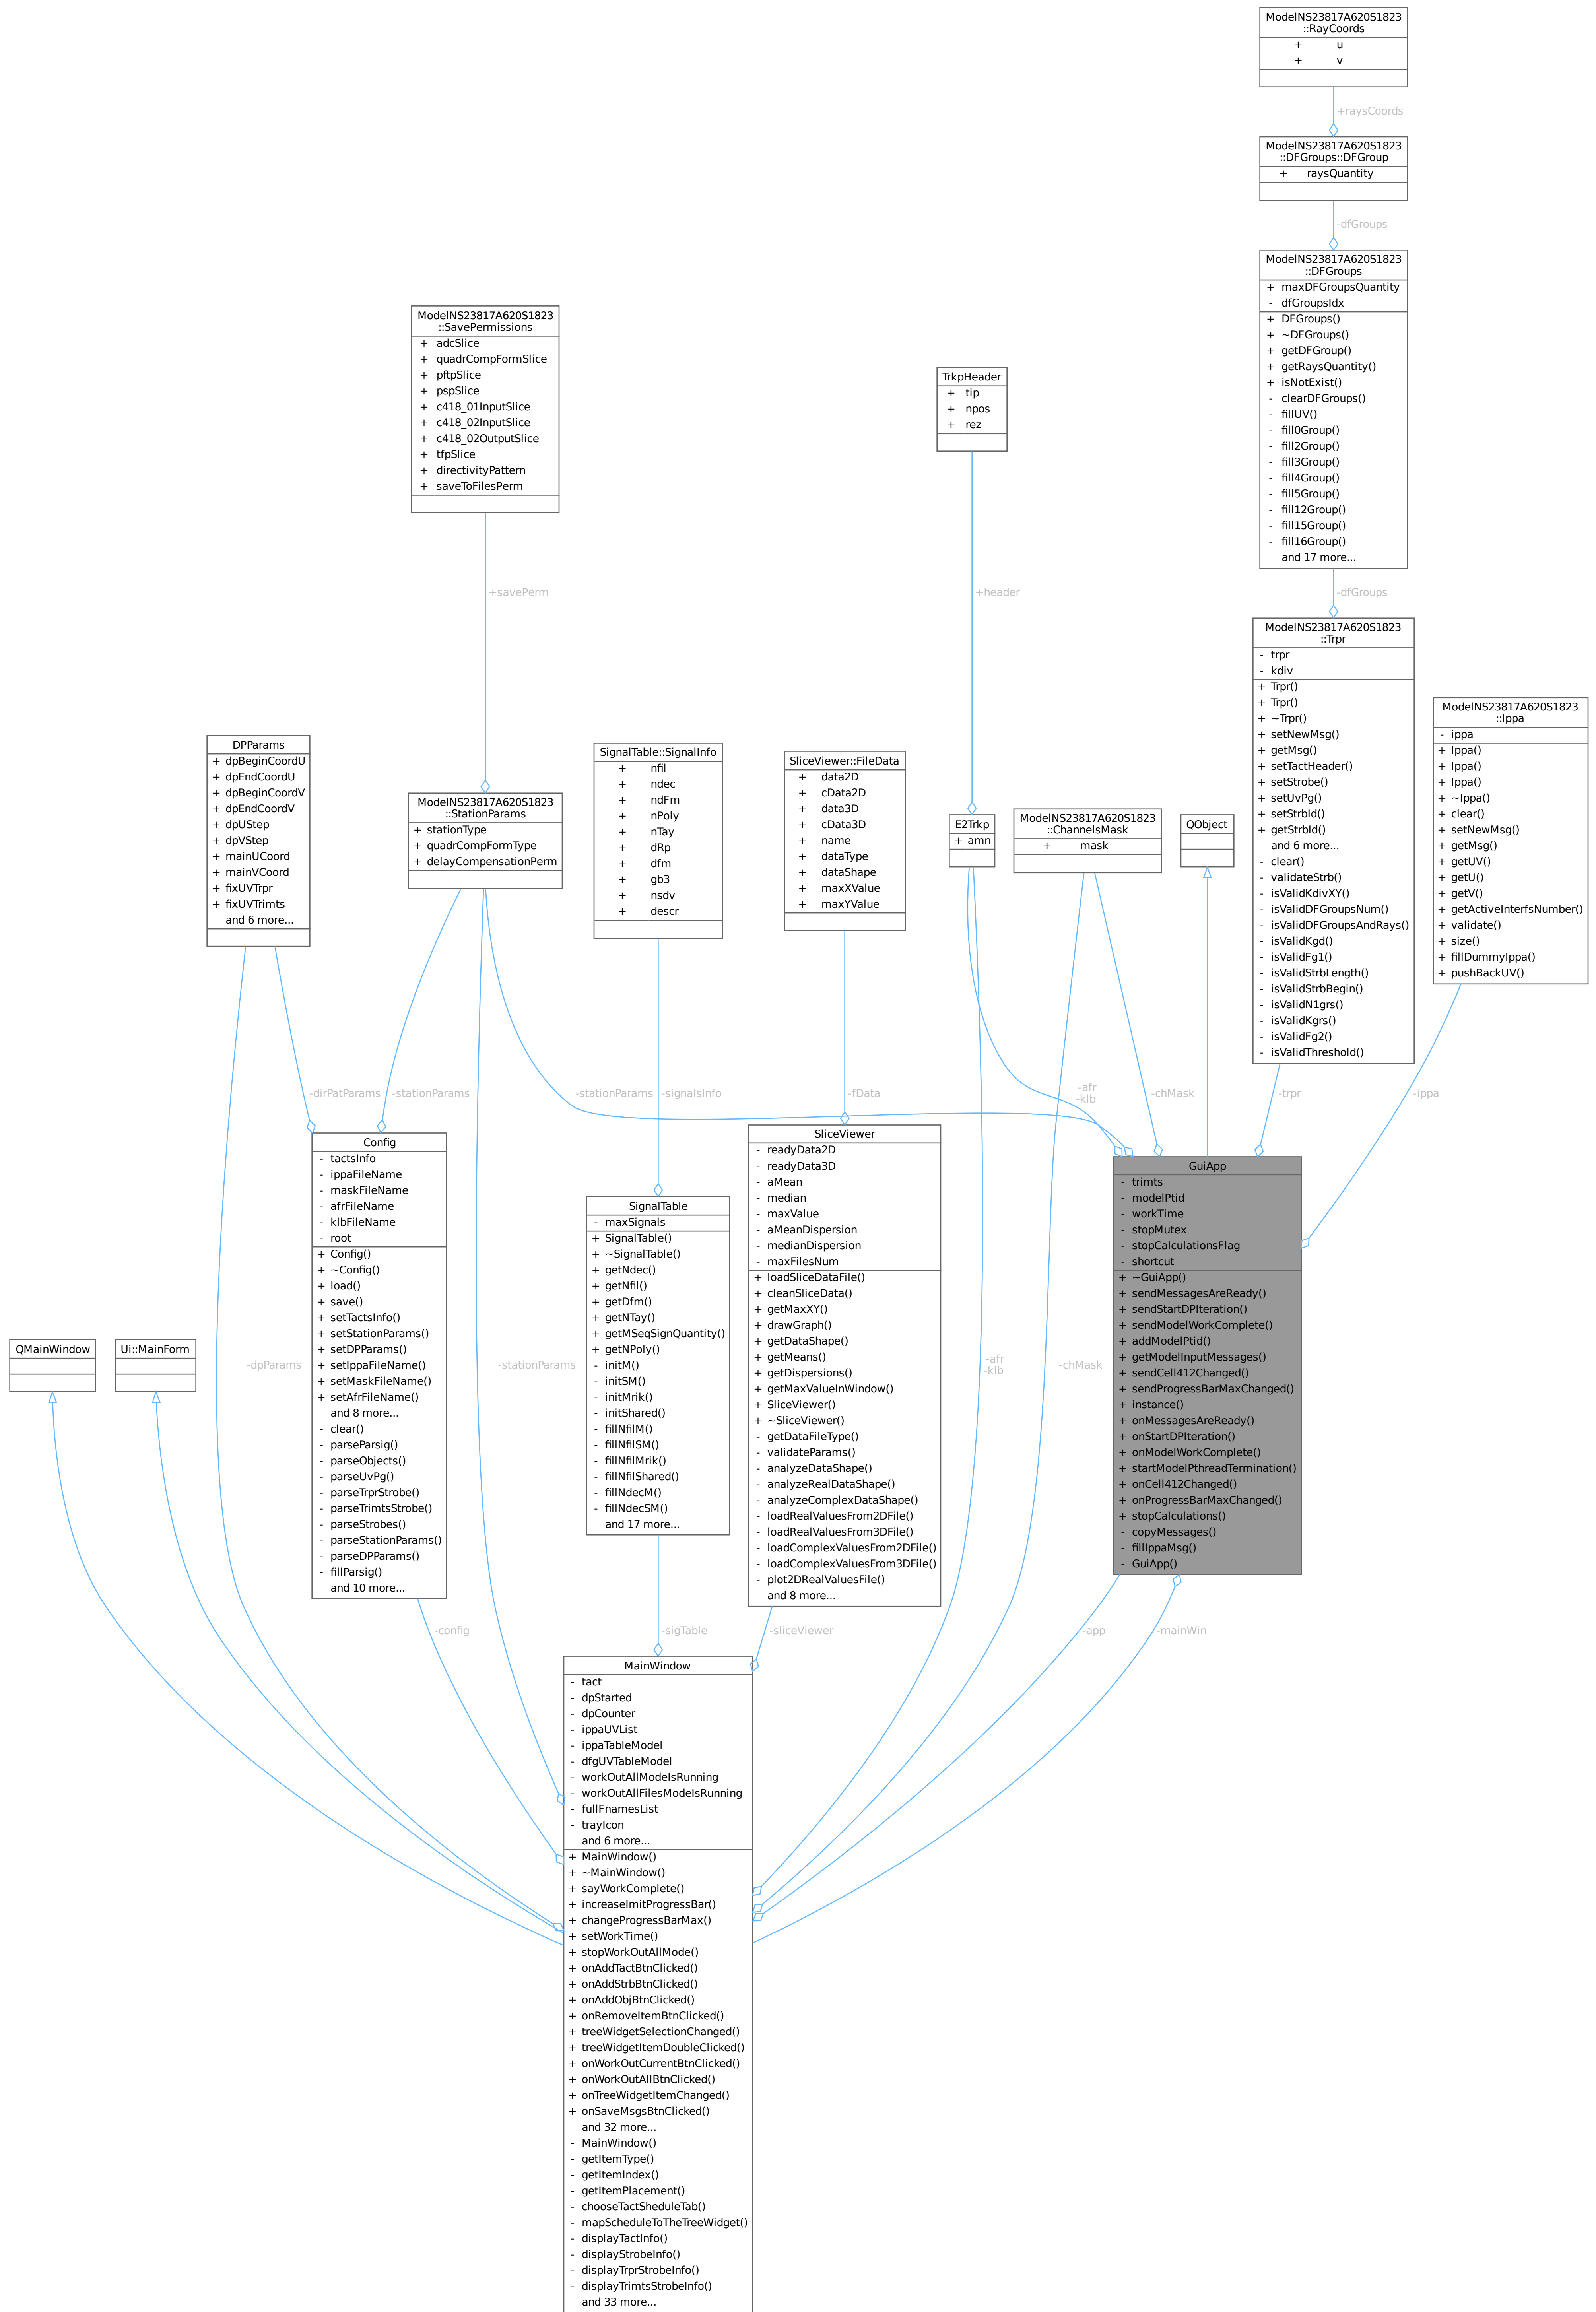 ModelNS23817A620S1823
::RayCoords
+ u
+ v
+raysCoords
ModelNS23817A620S1823
::DFGroups::DFGroup
+ raysQuantity
-dfGroups
ModelNS23817A620S1823
::DFGroups
+ maxDFGroupsQuantity
- dfGroupsIdx
+ DFGroups()
+ ~DFGroups()
+ getDFGroup()
+ getRaysQuantity()
+ isNotExist()
- clearDFGroups()
- fillUV()
- fill0Group()
- fill2Group()
- fill3Group()
- fill4Group()
- fill5Group()
- fill12Group()
- fill15Group()
- fill16Group()
and 17 more...
-dfGroups
ModelNS23817A620S1823
::SavePermissions
+ adcSlice
+ quadrCompFormSlice
+ pftpSlice
+ pspSlice
+ c418_01InputSlice
+ c418_02InputSlice
+ c418_02OutputSlice
+ tfpSlice
+ directivityPattern
+ saveToFilesPerm
+savePerm
TrkpHeader
+ tip
+ npos
+ rez
+header
ModelNS23817A620S1823
::Trpr
- trpr
- kdiv
+ Trpr()
+ Trpr()
+ ~Trpr()
+ setNewMsg()
+ getMsg()
+ setTactHeader()
+ setStrobe()
+ setUvPg()
+ setStrbId()
+ getStrbId()
and 6 more...
- clear()
- validateStrb()
- isValidKdivXY()
- isValidDFGroupsNum()
- isValidDFGroupsAndRays()
- isValidKgd()
- isValidFg1()
- isValidStrbLength()
- isValidStrbBegin()
- isValidN1grs()
- isValidKgrs()
- isValidFg2()
- isValidThreshold()
ModelNS23817A620S1823
::Ippa
- ippa
+ Ippa()
+ Ippa()
+ Ippa()
+ ~Ippa()
+ clear()
+ setNewMsg()
+ getMsg()
+ getUV()
+ getU()
+ getV()
+ getActiveInterfsNumber()
+ validate()
+ size()
+ fillDummyIppa()
+ pushBackUV()
DPParams
+ dpBeginCoordU
+ dpEndCoordU
+ dpBeginCoordV
+ dpEndCoordV
+ dpUStep
+ dpVStep
+ mainUCoord
+ mainVCoord
+ fixUVTrpr
+ fixUVTrimts
and 6 more...
ModelNS23817A620S1823
::StationParams
+ stationType
+ quadrCompFormType
+ delayCompensationPerm
SignalTable::SignalInfo
+ nfil
+ ndec
+ ndFm
+ nPoly
+ nTay
+ dRp
+ dfm
+ gb3
+ nsdv
+ descr
SliceViewer::FileData
+ data2D
+ cData2D
+ data3D
+ cData3D
+ name
+ dataType
+ dataShape
+ maxXValue
+ maxYValue
E2Trkp
+ amn
ModelNS23817A620S1823
::ChannelsMask
+ mask
QObject
-dirPatParams
-stationParams
-stationParams
-signalsInfo
-fData
-afr
-klb
-chMask
-trpr
-ippa
Config
- tactsInfo
- ippaFileName
- maskFileName
- afrFileName
- klbFileName
- root
+ Config()
+ ~Config()
+ load()
+ save()
+ setTactsInfo()
+ setStationParams()
+ setDPParams()
+ setIppaFileName()
+ setMaskFileName()
+ setAfrFileName()
and 8 more...
- clear()
- parseParsig()
- parseObjects()
- parseUvPg()
- parseTrprStrobe()
- parseTrimtsStrobe()
- parseStrobes()
- parseStationParams()
- parseDPParams()
- fillParsig()
and 10 more...
SignalTable
- maxSignals
+ SignalTable()
+ ~SignalTable()
+ getNdec()
+ getNfil()
+ getDfm()
+ getNTay()
+ getMSeqSignQuantity()
+ getNPoly()
- initM()
- initSM()
- initMrik()
- initShared()
- fillNfilM()
- fillNfilSM()
- fillNfilMrik()
- fillNfilShared()
- fillNdecM()
- fillNdecSM()
and 17 more...
SliceViewer
- readyData2D
- readyData3D
- aMean
- median
- maxValue
- aMeanDispersion
- medianDispersion
- maxFilesNum
+ loadSliceDataFile()
+ cleanSliceData()
+ getMaxXY()
+ drawGraph()
+ getDataShape()
+ getMeans()
+ getDispersions()
+ getMaxValueInWindow()
+ SliceViewer()
+ ~SliceViewer()
- getDataFileType()
- validateParams()
- analyzeDataShape()
- analyzeRealDataShape()
- analyzeComplexDataShape()
- loadRealValuesFrom2DFile()
- loadRealValuesFrom3DFile()
- loadComplexValuesFrom2DFile()
- loadComplexValuesFrom3DFile()
- plot2DRealValuesFile()
and 8 more...
GuiApp
- trimts
- modelPtid
- workTime
- stopMutex
- stopCalculationsFlag
- shortcut
+ ~GuiApp()
+ sendMessagesAreReady()
+ sendStartDPIteration()
+ sendModelWorkComplete()
+ addModelPtid()
+ getModelInputMessages()
+ sendCell412Changed()
+ sendProgressBarMaxChanged()
+ instance()
+ onMessagesAreReady()
+ onStartDPIteration()
+ onModelWorkComplete()
+ startModelPthreadTermination()
+ onCell412Changed()
+ onProgressBarMaxChanged()
+ stopCalculations()
- copyMessages()
- fillIppaMsg()
- GuiApp()
QMainWindow
Ui::MainForm
-dpParams
-stationParams
-afr
-klb
-chMask
-config
-sigTable
-sliceViewer
-app
-mainWin
MainWindow
- tact
- dpStarted
- dpCounter
- ippaUVList
- ippaTableModel
- dfgUVTableModel
- workOutAllModeIsRunning
- workOutAllFilesModeIsRunning
- fullFnamesList
- trayIcon
and 6 more...
+ MainWindow()
+ ~MainWindow()
+ sayWorkComplete()
+ increaseImitProgressBar()
+ changeProgressBarMax()
+ setWorkTime()
+ stopWorkOutAllMode()
+ onAddTactBtnClicked()
+ onAddStrbBtnClicked()
+ onAddObjBtnClicked()
+ onRemoveItemBtnClicked()
+ treeWidgetSelectionChanged()
+ treeWidgetItemDoubleClicked()
+ onWorkOutCurrentBtnClicked()
+ onWorkOutAllBtnClicked()
+ onTreeWidgetItemChanged()
+ onSaveMsgsBtnClicked()
and 32 more...
- MainWindow()
- getItemType()
- getItemIndex()
- getItemPlacement()
- chooseTactSheduleTab()
- mapScheduleToTheTreeWidget()
- displayTactInfo()
- displayStrobeInfo()
- displayTrprStrobeInfo()
- displayTrimtsStrobeInfo()
and 33 more...